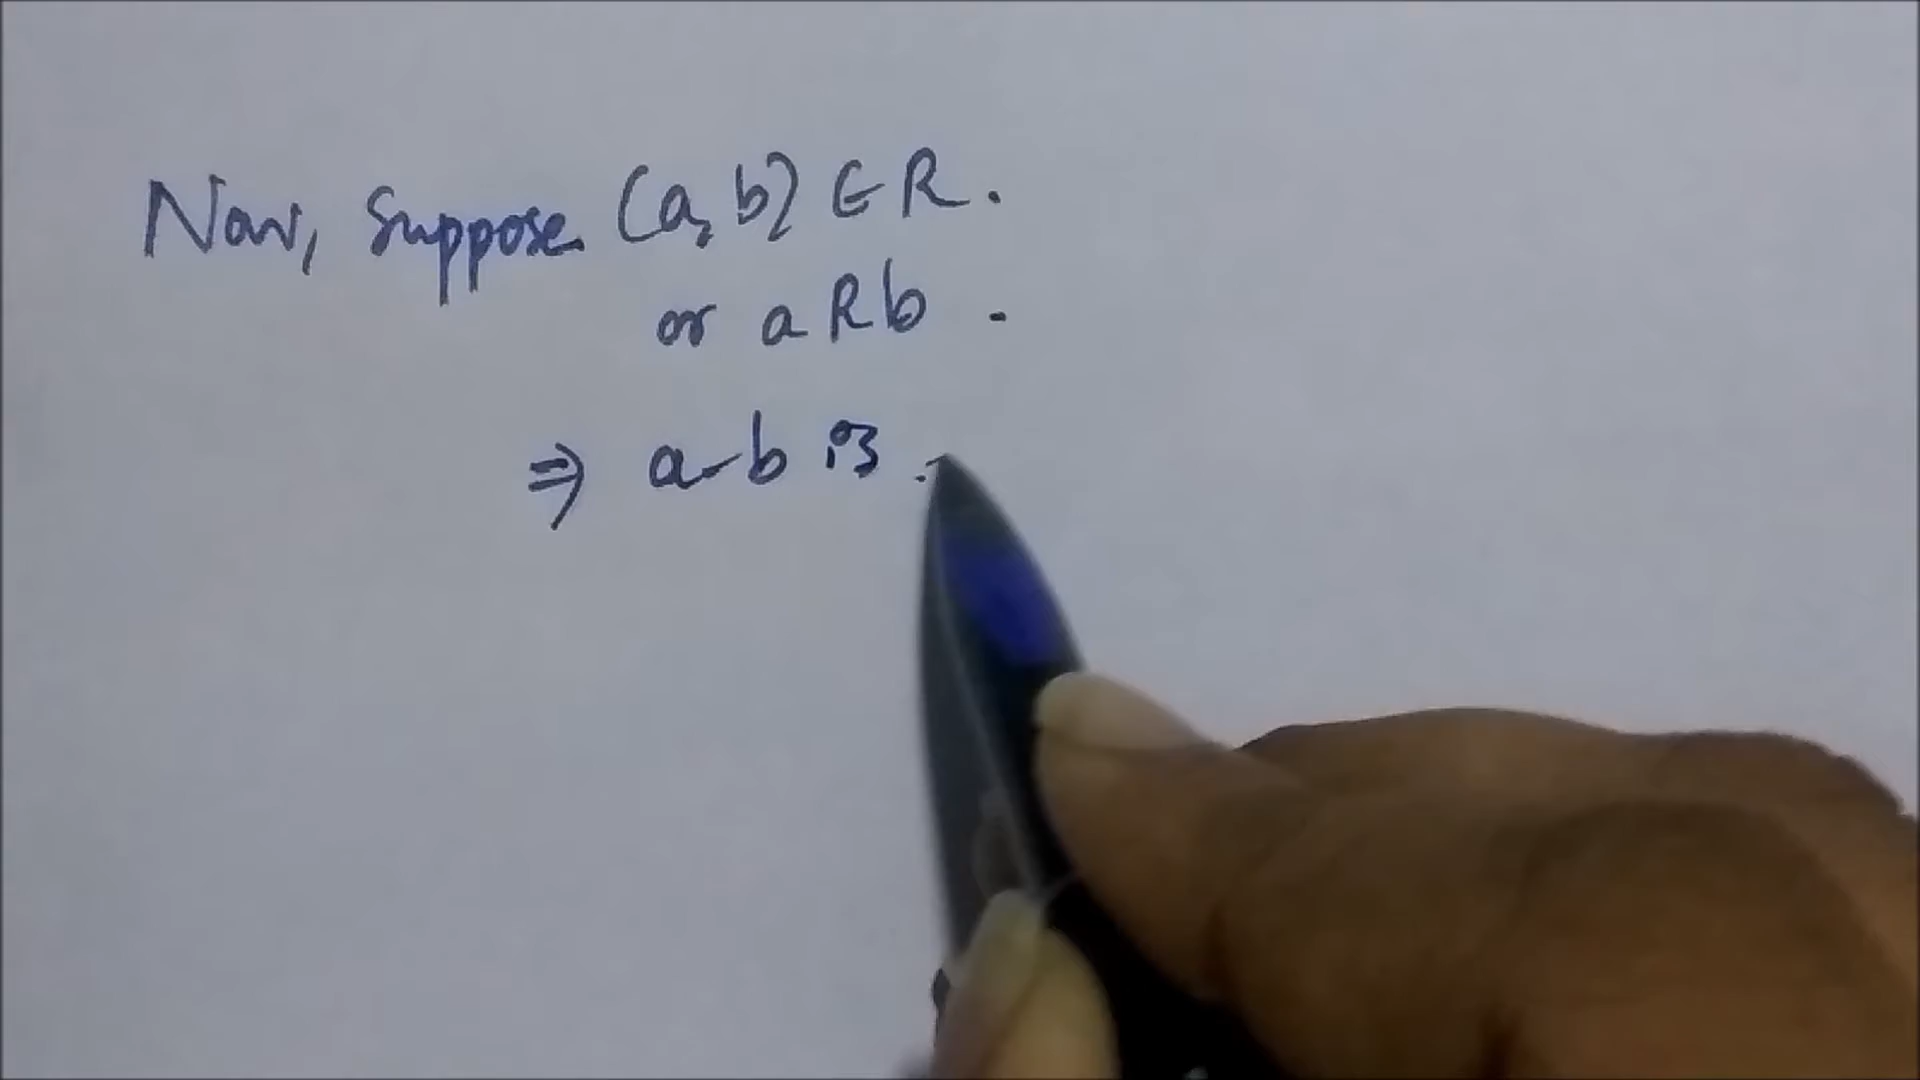 Now, suppose (a, b) ∈ R.
or a R b .
⇒ a-b is